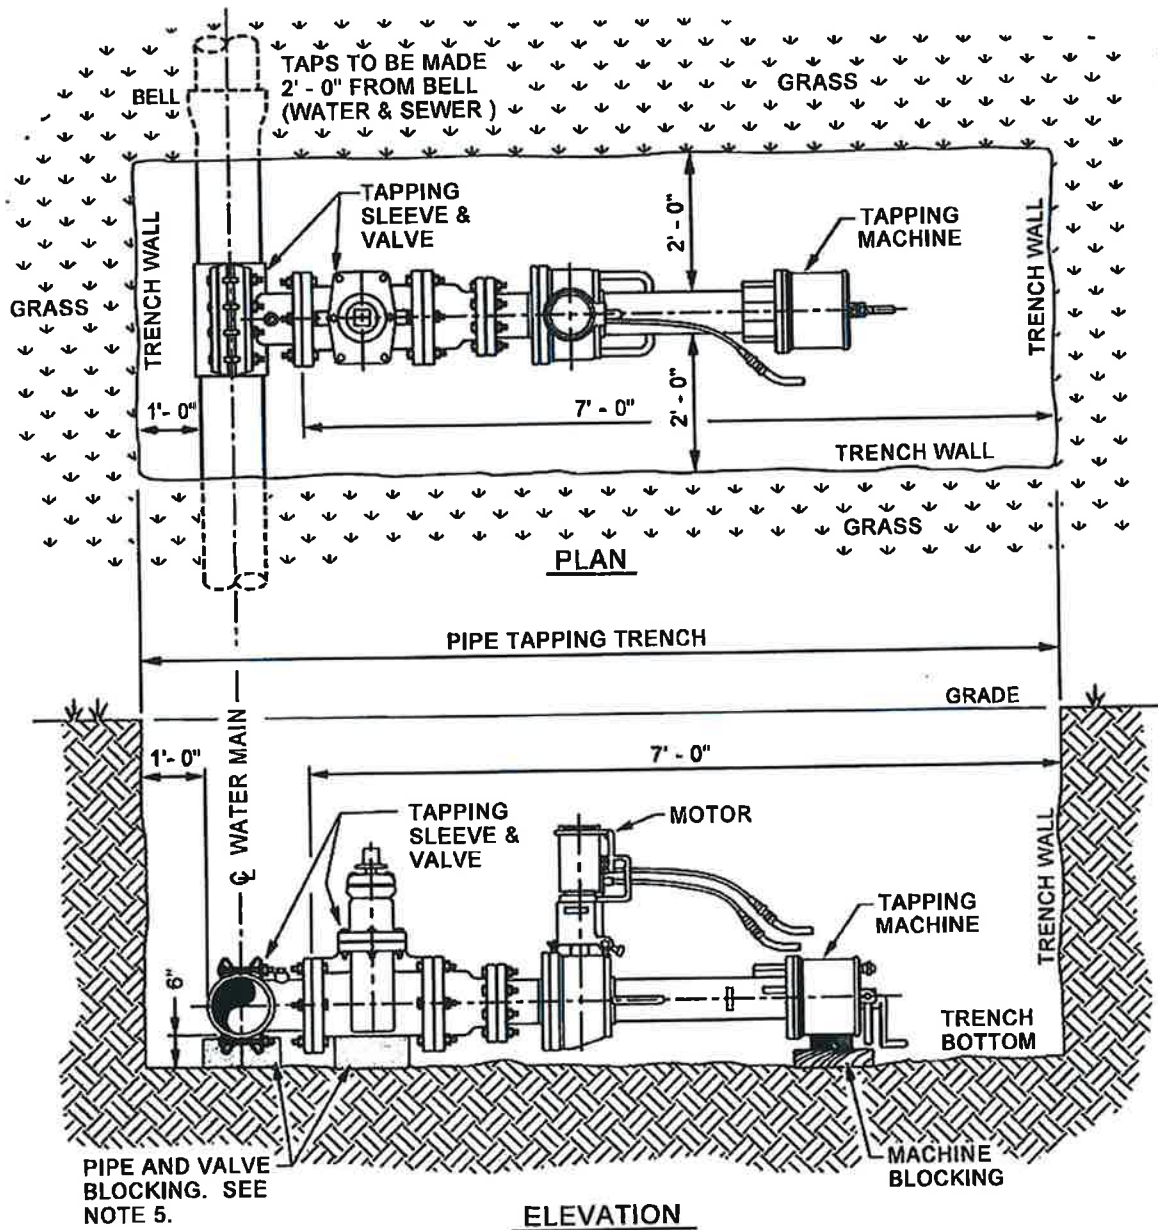 TAPS TO BE MADE
2' - 0" FROM BELL
(WATER & SEWER )
BELL
GRASS
TAPPING
SLEEVE &
VALVE
2' - 0"
TAPPING
MACHINE
TRENCH WALL
TRENCH WALL
GRASS
1'- 0"
7' - 0"
2'- 0"
TRENCH WALL
GRASS
PLAN
PIPE TAPPING TRENCH
GRADE
1'- 0"
7' - 0"
℄ WATER MAIN
TAPPING
SLEEVE &
VALVE
MOTOR
TAPPING
MACHINE
TRENCH WALL
6"
TRENCH
BOTTOM
PIPE AND VALVE
BLOCKING. SEE
NOTE 5.
MACHINE
BLOCKING
ELEVATION